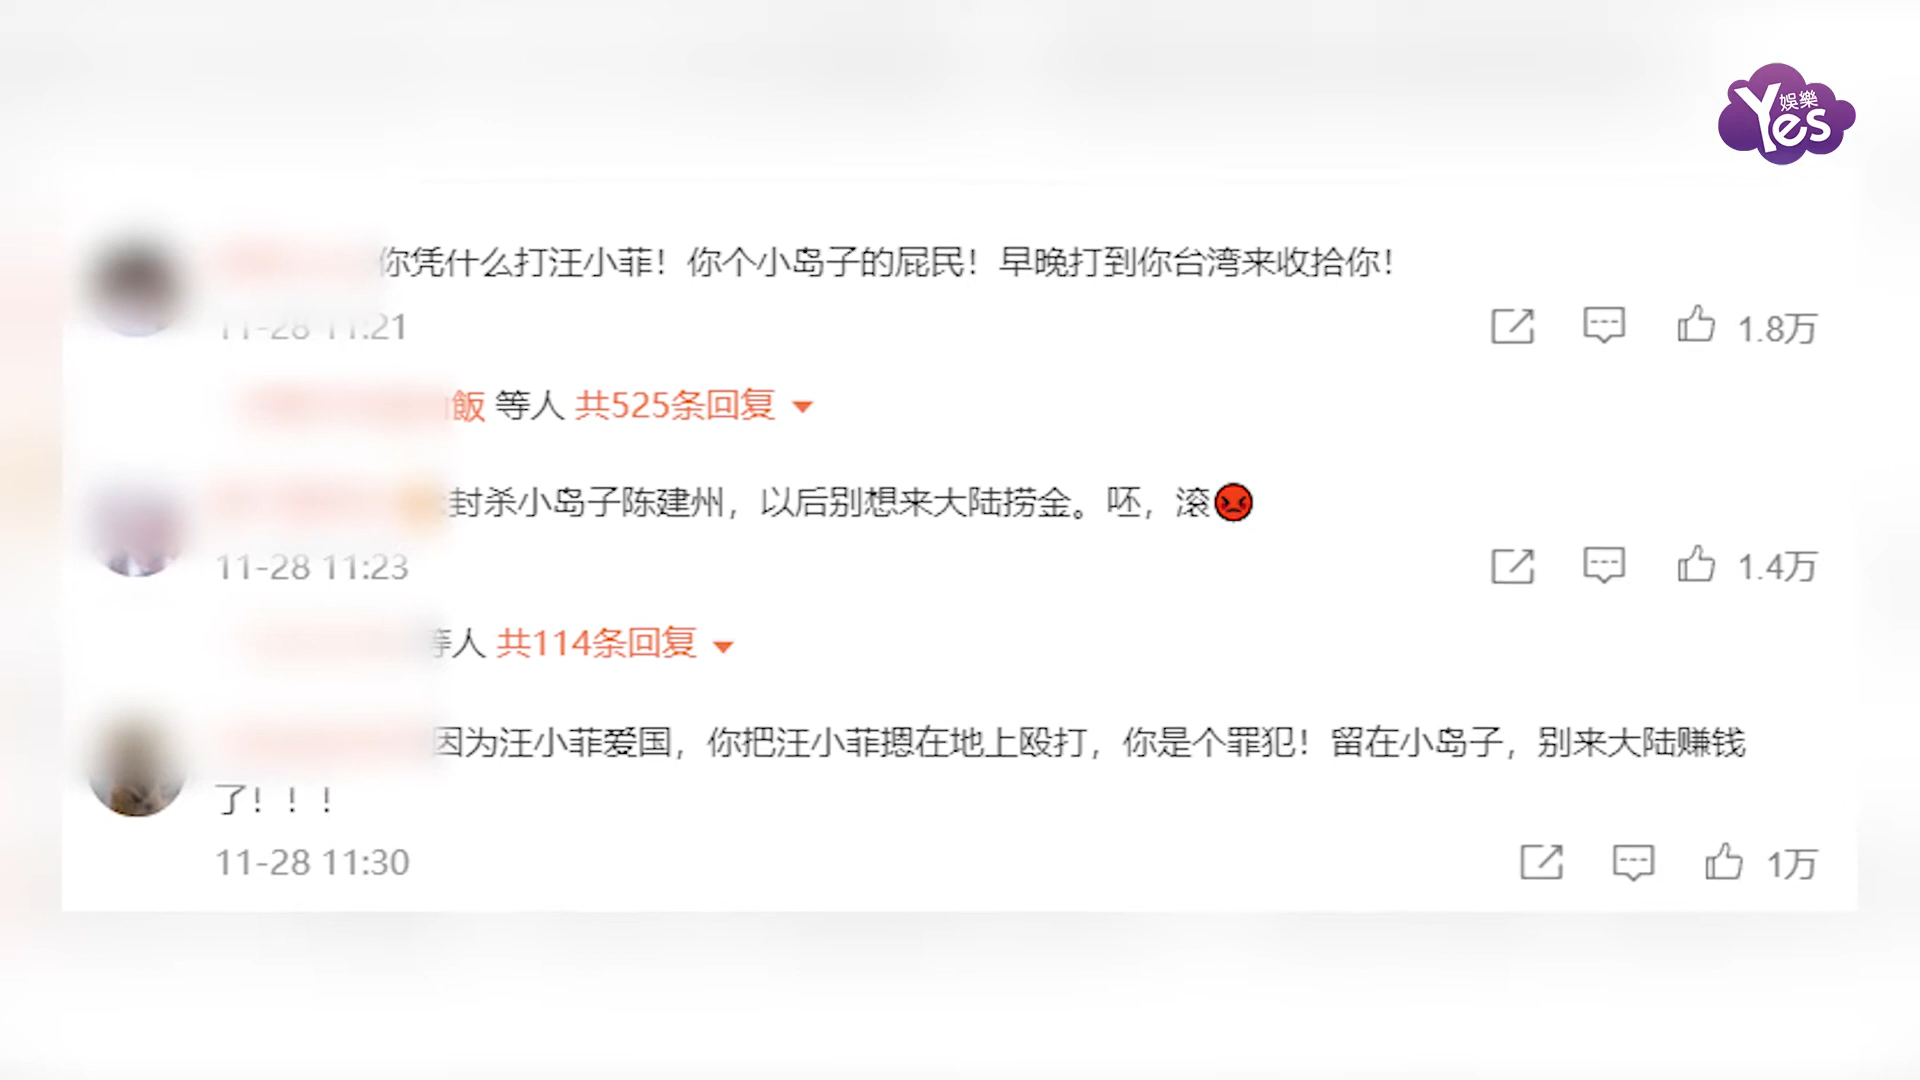 Yes 娛樂
你凭什么打汪小菲！你个小岛子的屁民！早晚打到你台湾来收拾你！
11-28 11:21
1.8万
飯 等人 共525条回复
封杀小岛子陈建州，以后别想来大陆捞金。呸，滚
11-28 11:23
1.4万
等人 共114条回复
因为汪小菲爱国，你把汪小菲摁在地上殴打，你是个罪犯！留在小岛子，别来大陆赚钱
了！！！
11-28 11:30
1万